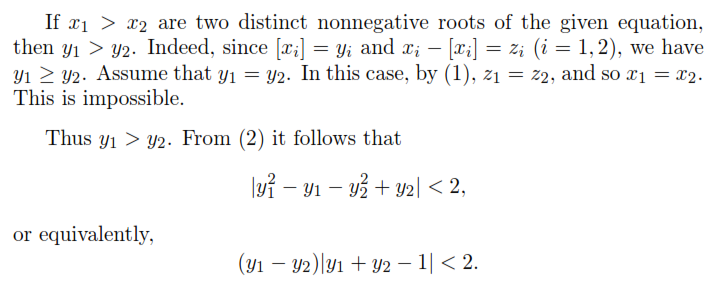 If x₁ > x₂ are two distinct nonnegative roots of the given equation,
then y₁ > y₂. Indeed, since [xᵢ] = yᵢ and xᵢ − [xᵢ] = zᵢ (i = 1, 2), we have
y₁ ≥ y₂. Assume that y₁ = y₂. In this case, by (1), z₁ = z₂, and so x₁ = x₂.
This is impossible.
Thus y₁ > y₂. From (2) it follows that
|y₁² − y₁ − y₂² + y₂| < 2,
or equivalently,
(y₁ − y₂)|y₁ + y₂ − 1| < 2.